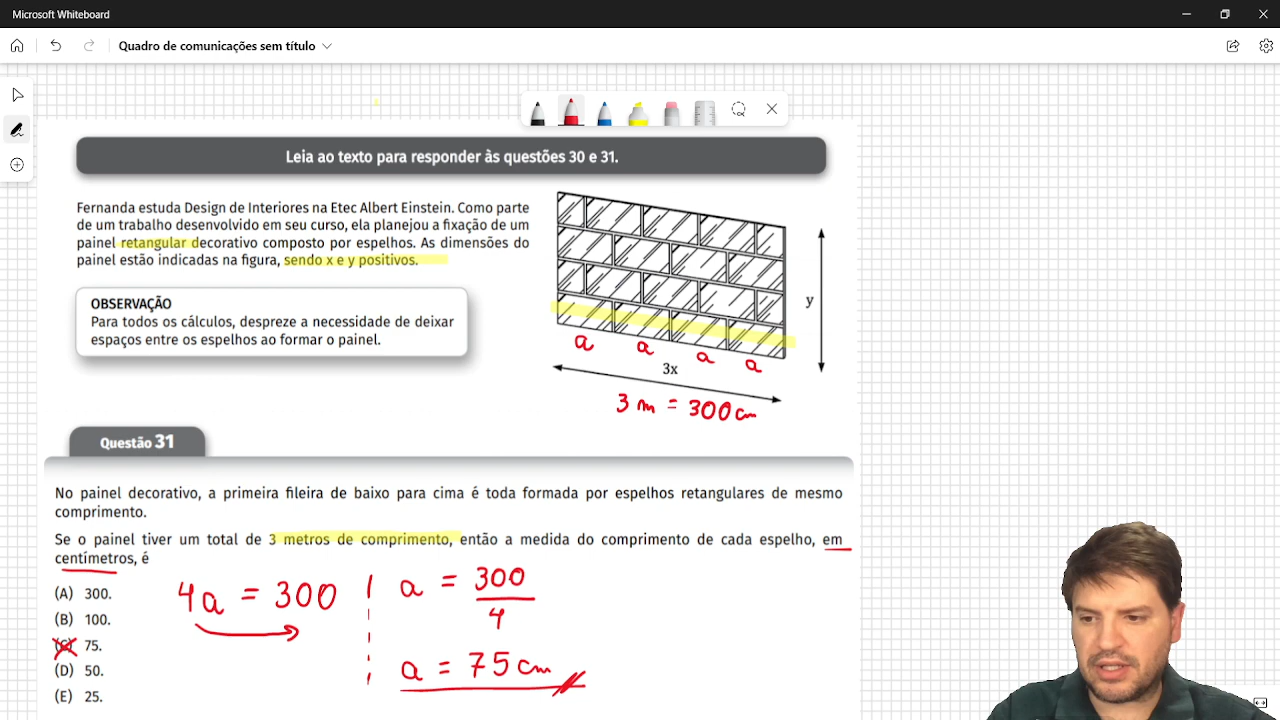 Microsoft Whiteboard
Quadro de comunicações sem título
Leia ao texto para responder às questões 30 e 31.
Fernanda estuda Design de Interiores na Etec Albert Einstein. Como parte
de um trabalho desenvolvido em seu curso, ela planejou a fixação de um
painel retangular decorativo composto por espelhos. As dimensões do
painel estão indicadas na figura, sendo x e y positivos.
OBSERVAÇÃO
Para todos os cálculos, despreze a necessidade de deixar
espaços entre os espelhos ao formar o painel.
y
a a a a
3x
3 m = 300 cm
Questão 31
No painel decorativo, a primeira fileira de baixo para cima é toda formada por espelhos retangulares de mesmo
comprimento.
Se o painel tiver um total de 3 metros de comprimento, então a medida do comprimento de cada espelho, em
centímetros, é
(A) 300.
(B) 100.
(C) 75.
(D) 50.
(E) 25.
4a = 300
a = 300
4
a = 75 cm